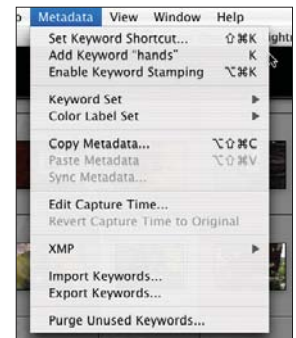 Metadata View Window Help
Set Keyword Shortcut... ⇧⌘K
Add Keyword “hands” K
Enable Keyword Stamping ⌥⌘K
Keyword Set ▶
Color Label Set ▶
Copy Metadata... ⌥⇧⌘C
Paste Metadata ⌥⇧⌘V
Sync Metadata...
Edit Capture Time...
Revert Capture Time to Original
XMP ▶
Import Keywords...
Export Keywords...
Purge Unused Keywords...